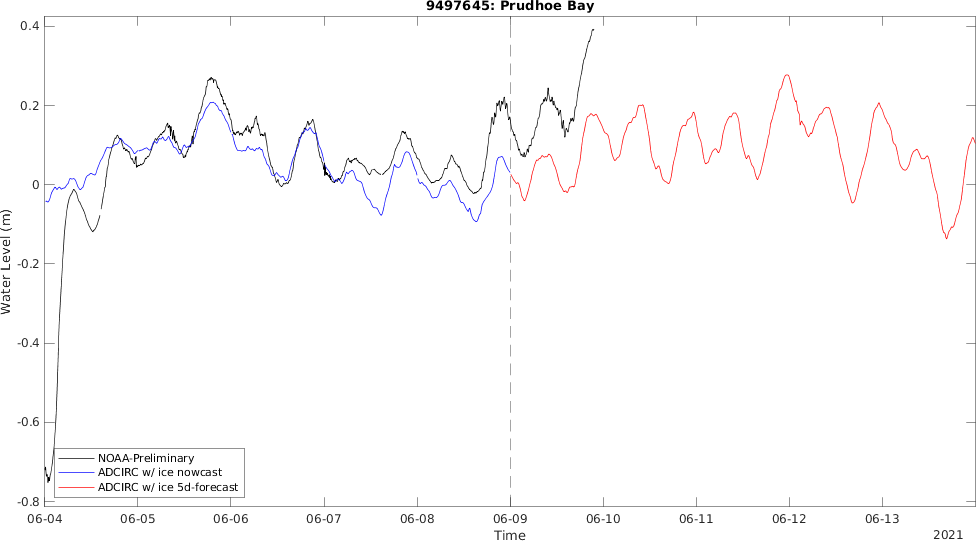 9497645: Prudhoe Bay
0.4
0.2
0
-0.2
-0.4
-0.6
-0.8
Water Level (m)
NOAA-Preliminary
ADCIRC w/ ice nowcast
ADCIRC w/ ice 5d-forecast
06-04 06-05 06-06 06-07 06-08 06-09 06-10 06-11 06-12 06-13
Time
2021